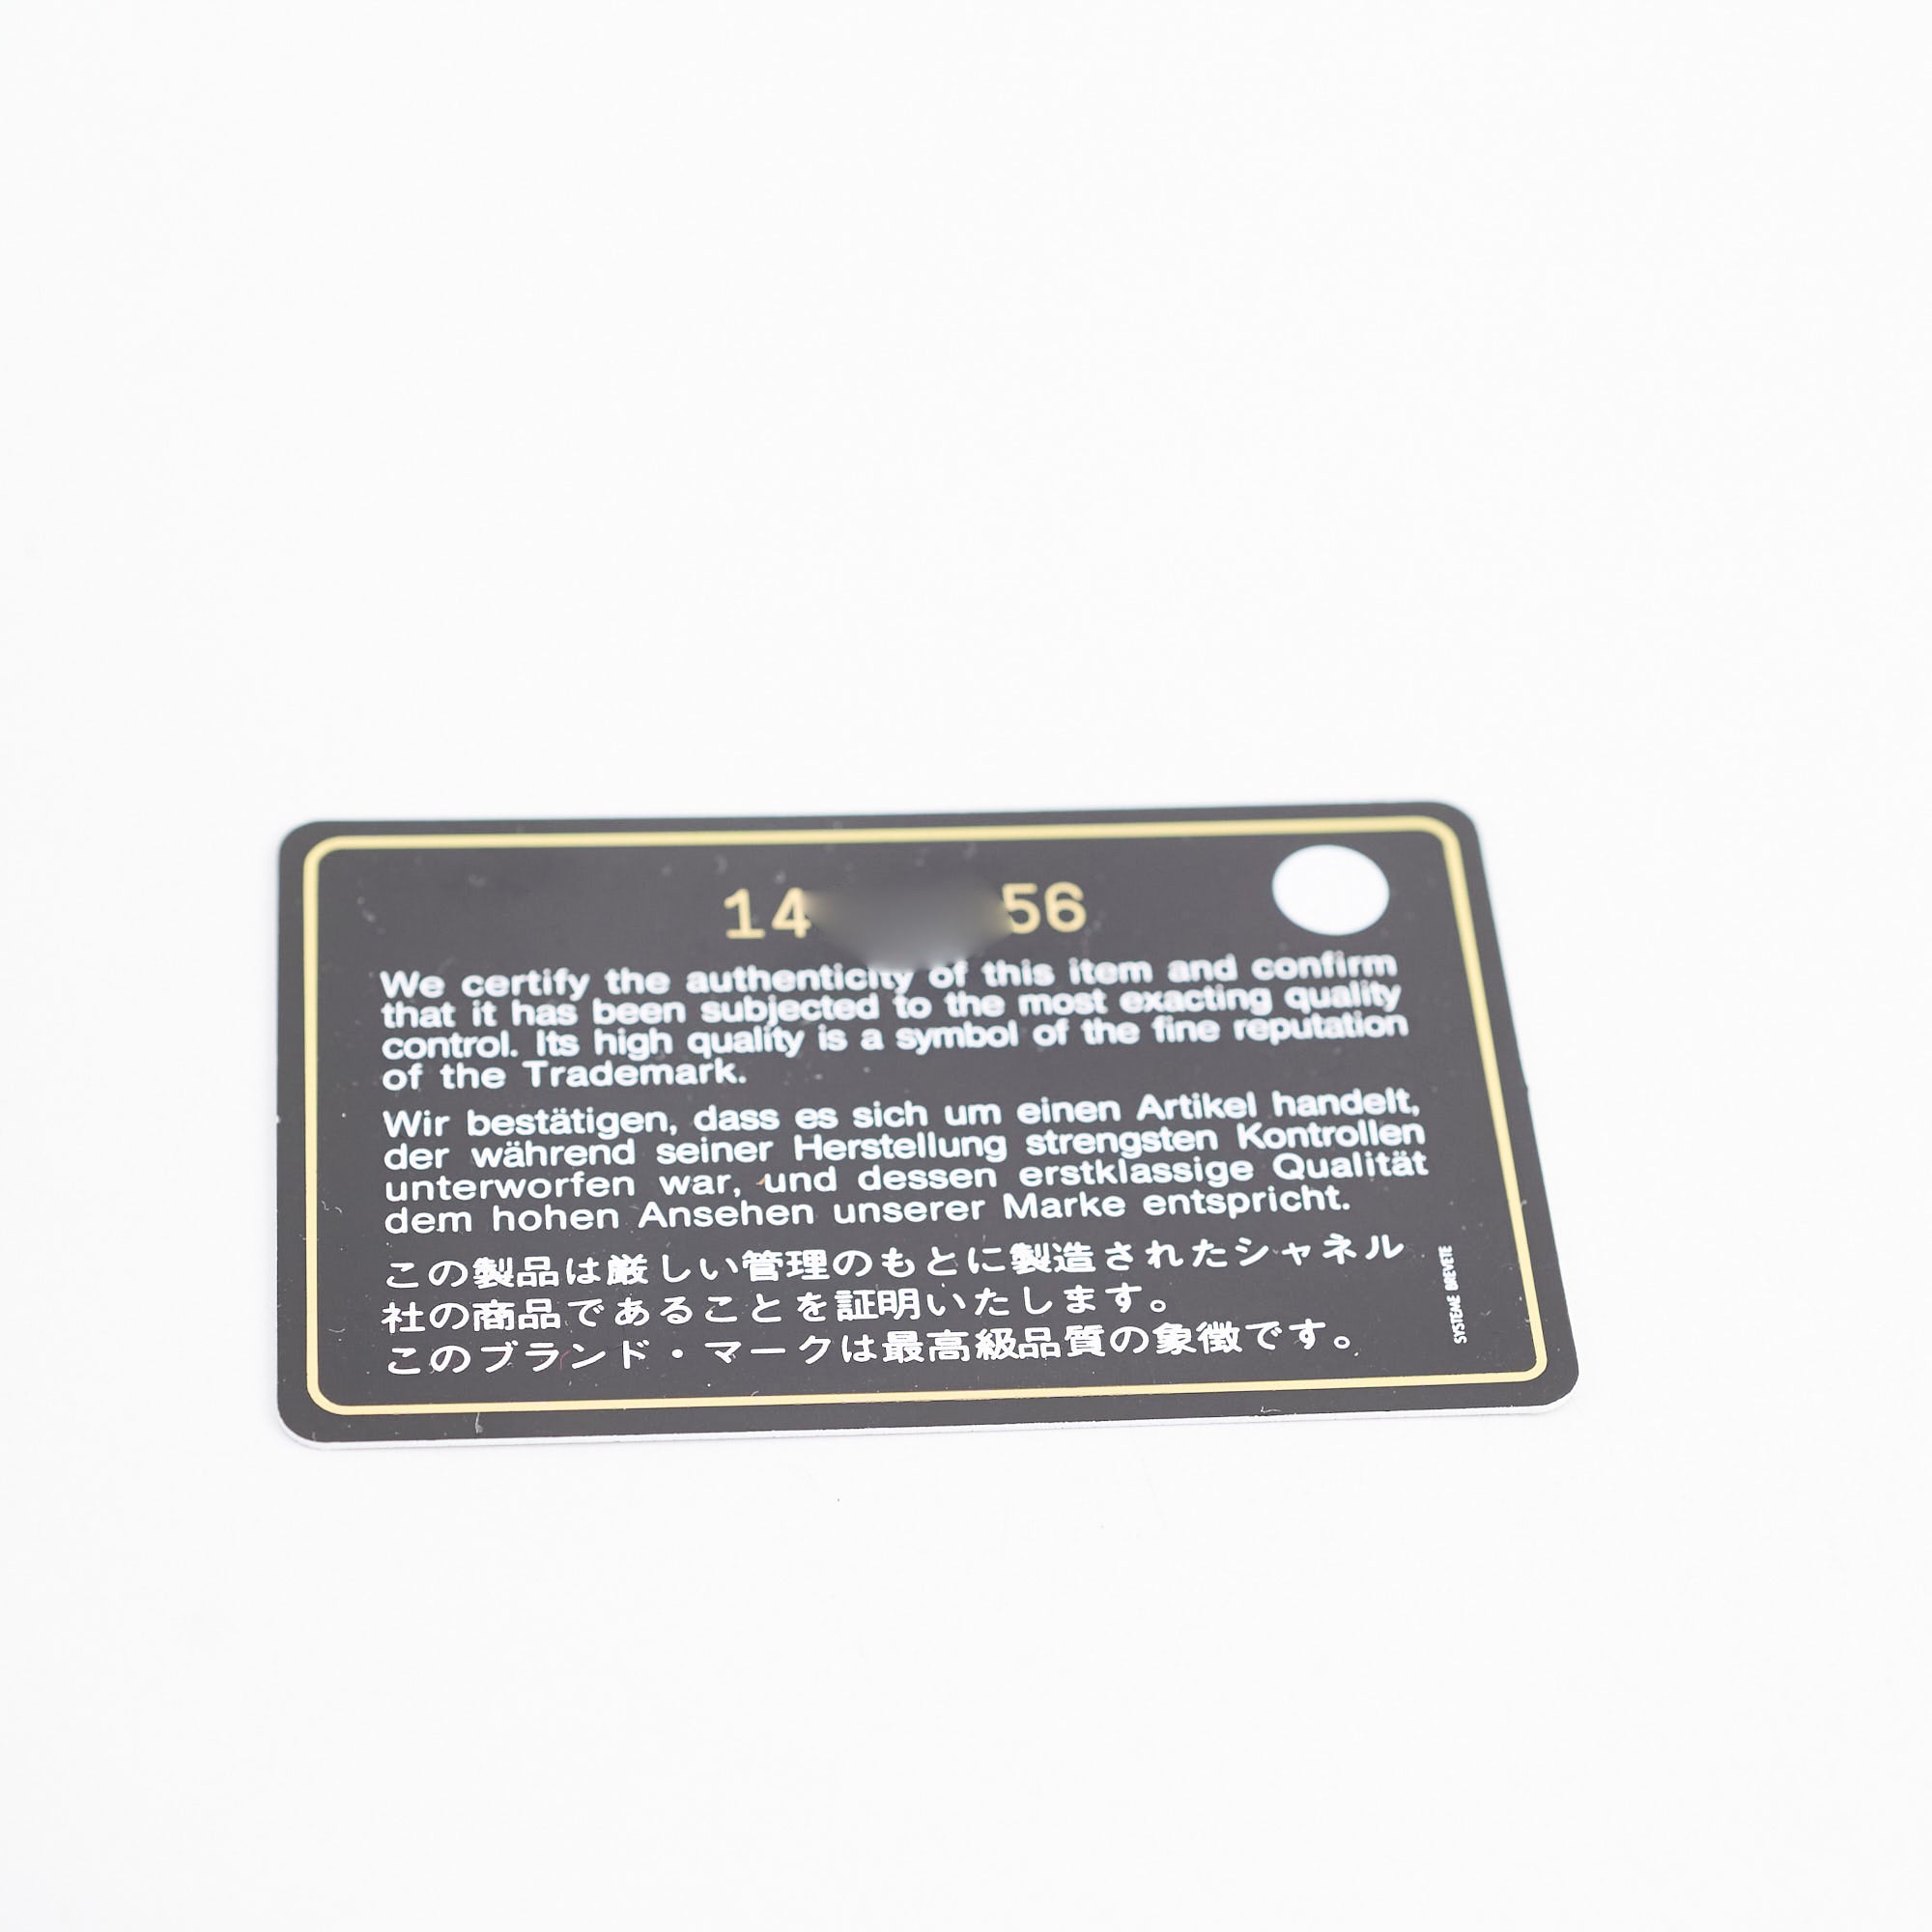 14 56
We certify the authenticity of this item and confirm
that it has been subjected to the most exacting quality
control. Its high quality is a symbol of the fine reputation
of the Trademark.
Wir bestätigen, dass es sich um einen Artikel handelt,
der während seiner Herstellung strengsten Kontrollen
unterworfen war, und dessen erstklassige Qualität
dem hohen Ansehen unserer Marke entspricht.
この製品は厳しい管理のもとに製造されたシャネル
社の商品であることを証明いたします。
このブランド・マークは最高級品質の象徴です。
SYSTEME BREVETE